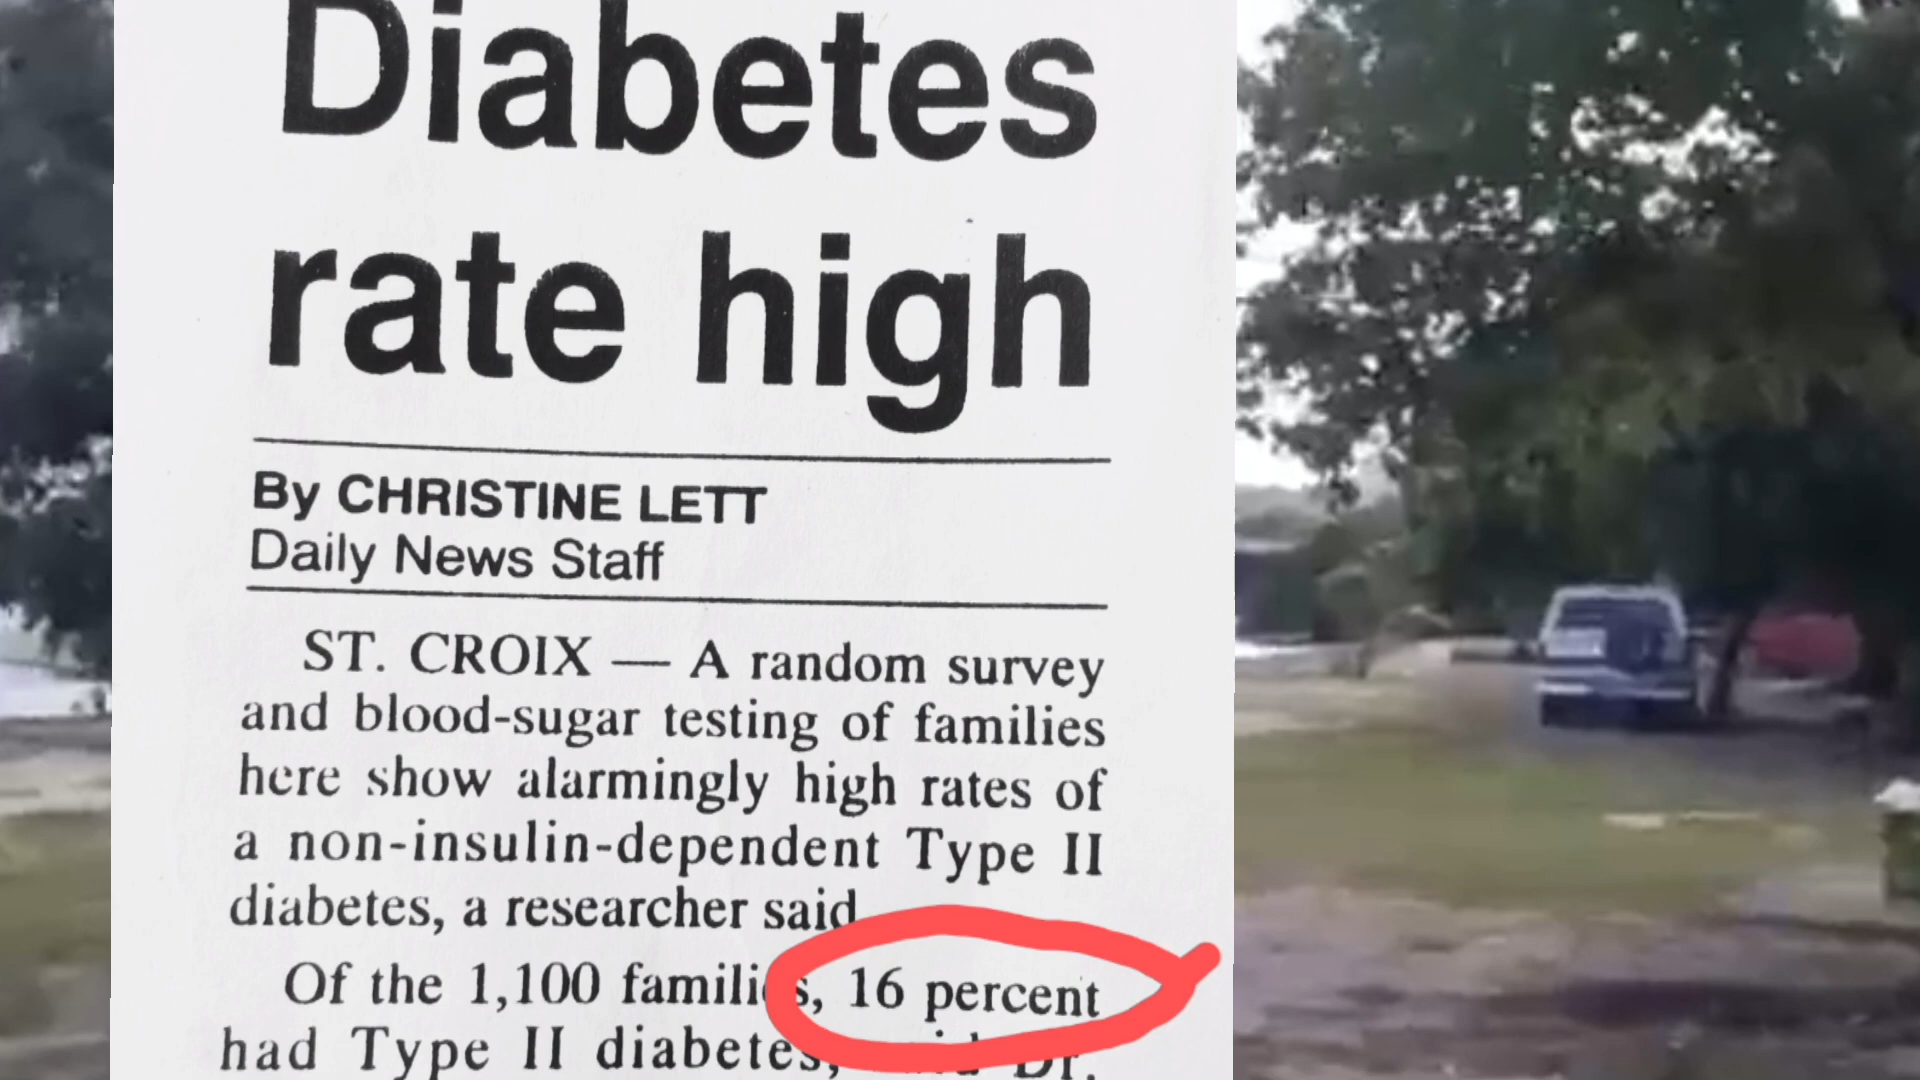 Diabetes
rate high
By CHRISTINE LETT
Daily News Staff
ST. CROIX — A random survey
and blood-sugar testing of families
here show alarmingly high rates of
a non-insulin-dependent Type II
diabetes, a researcher said
Of the 1,100 families, 16 percent
had Type II diabetes, said Dr.